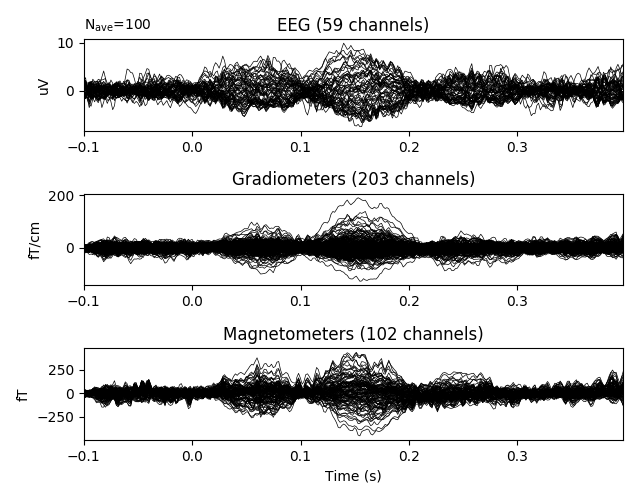 N_ave=100
EEG (59 channels)
10
0
uV
−0.1 0.0 0.1 0.2 0.3
Gradiometers (203 channels)
200
0
fT/cm
−0.1 0.0 0.1 0.2 0.3
Magnetometers (102 channels)
250
0
−250
fT
−0.1 0.0 0.1 0.2 0.3
Time (s)